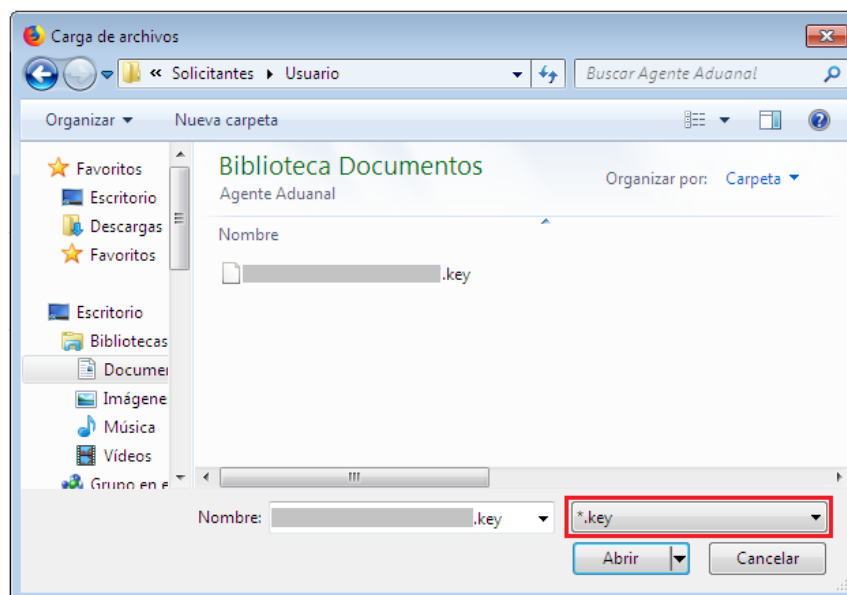 Carga de archivos
« Solicitantes Usuario
Buscar Agente Aduanal
Organizar
Nueva carpeta
Favoritos
Escritorio
Descargas
Favoritos
Escritorio
Bibliotecas
Documen
Imágene
Música
Vídeos
Grupo en e
Biblioteca Documentos
Agente Aduanal
Organizar por: Carpeta
Nombre
.key
Nombre: .key
*.key
Abrir
Cancelar